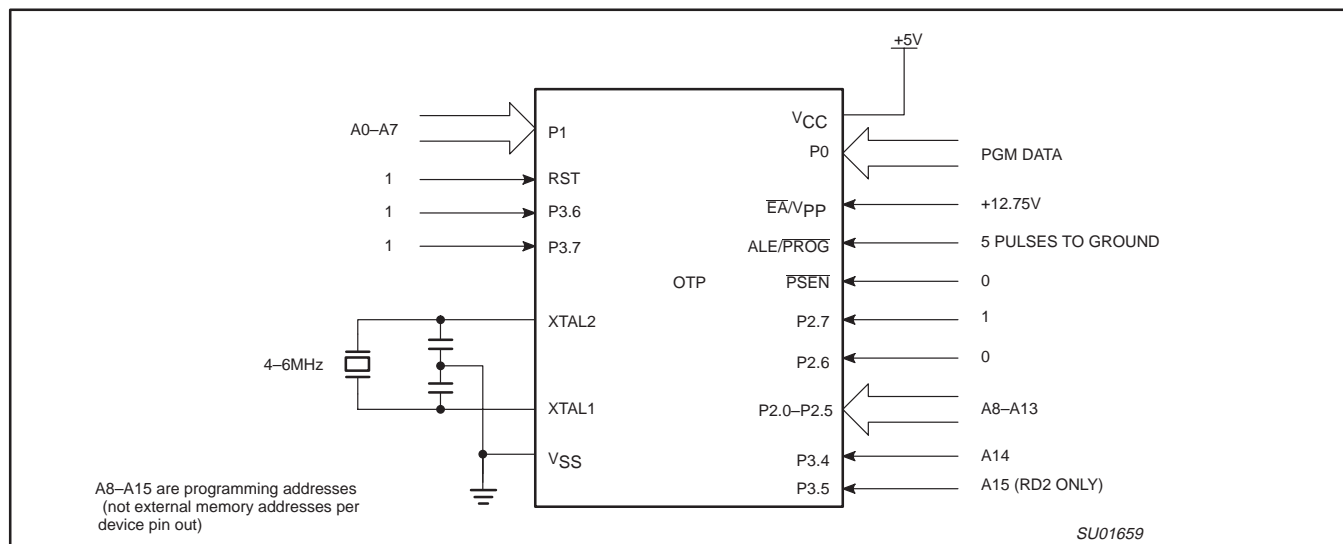 +5V
A0–A7
P1
VCC
P0
PGM DATA
1
RST
1
P3.6
EA/VPP
+12.75V
1
P3.7
ALE/PROG
5 PULSES TO GROUND
OTP
PSEN
0
XTAL2
P2.7
1
4–6MHz
P2.6
0
XTAL1
P2.0–P2.5
A8–A13
VSS
P3.4
A14
P3.5
A15 (RD2 ONLY)
A8–A15 are programming addresses
(not external memory addresses per
device pin out)
SU01659